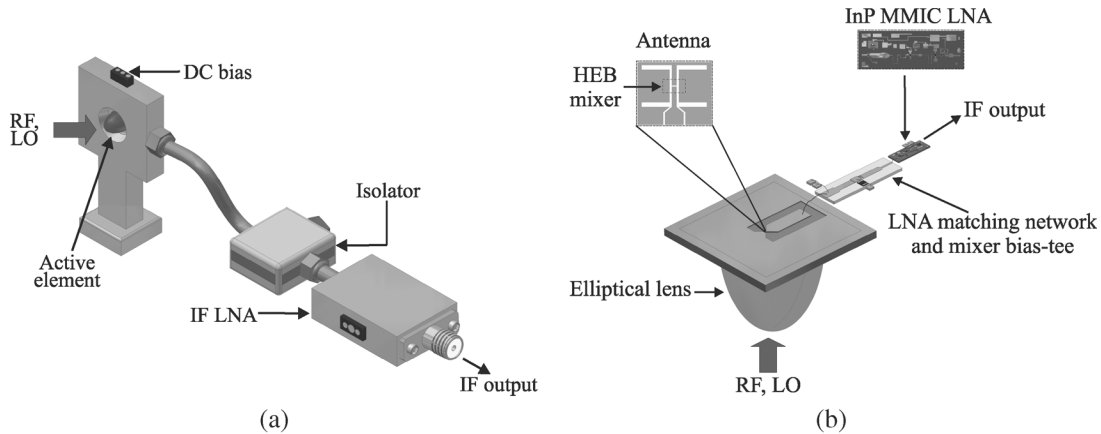 DC bias
RF,
LO
Active
element
Isolator
IF LNA
IF output
(a)
InP MMIC LNA
Antenna
HEB
mixer
IF output
LNA matching network
and mixer bias-tee
Elliptical lens
RF, LO
(b)